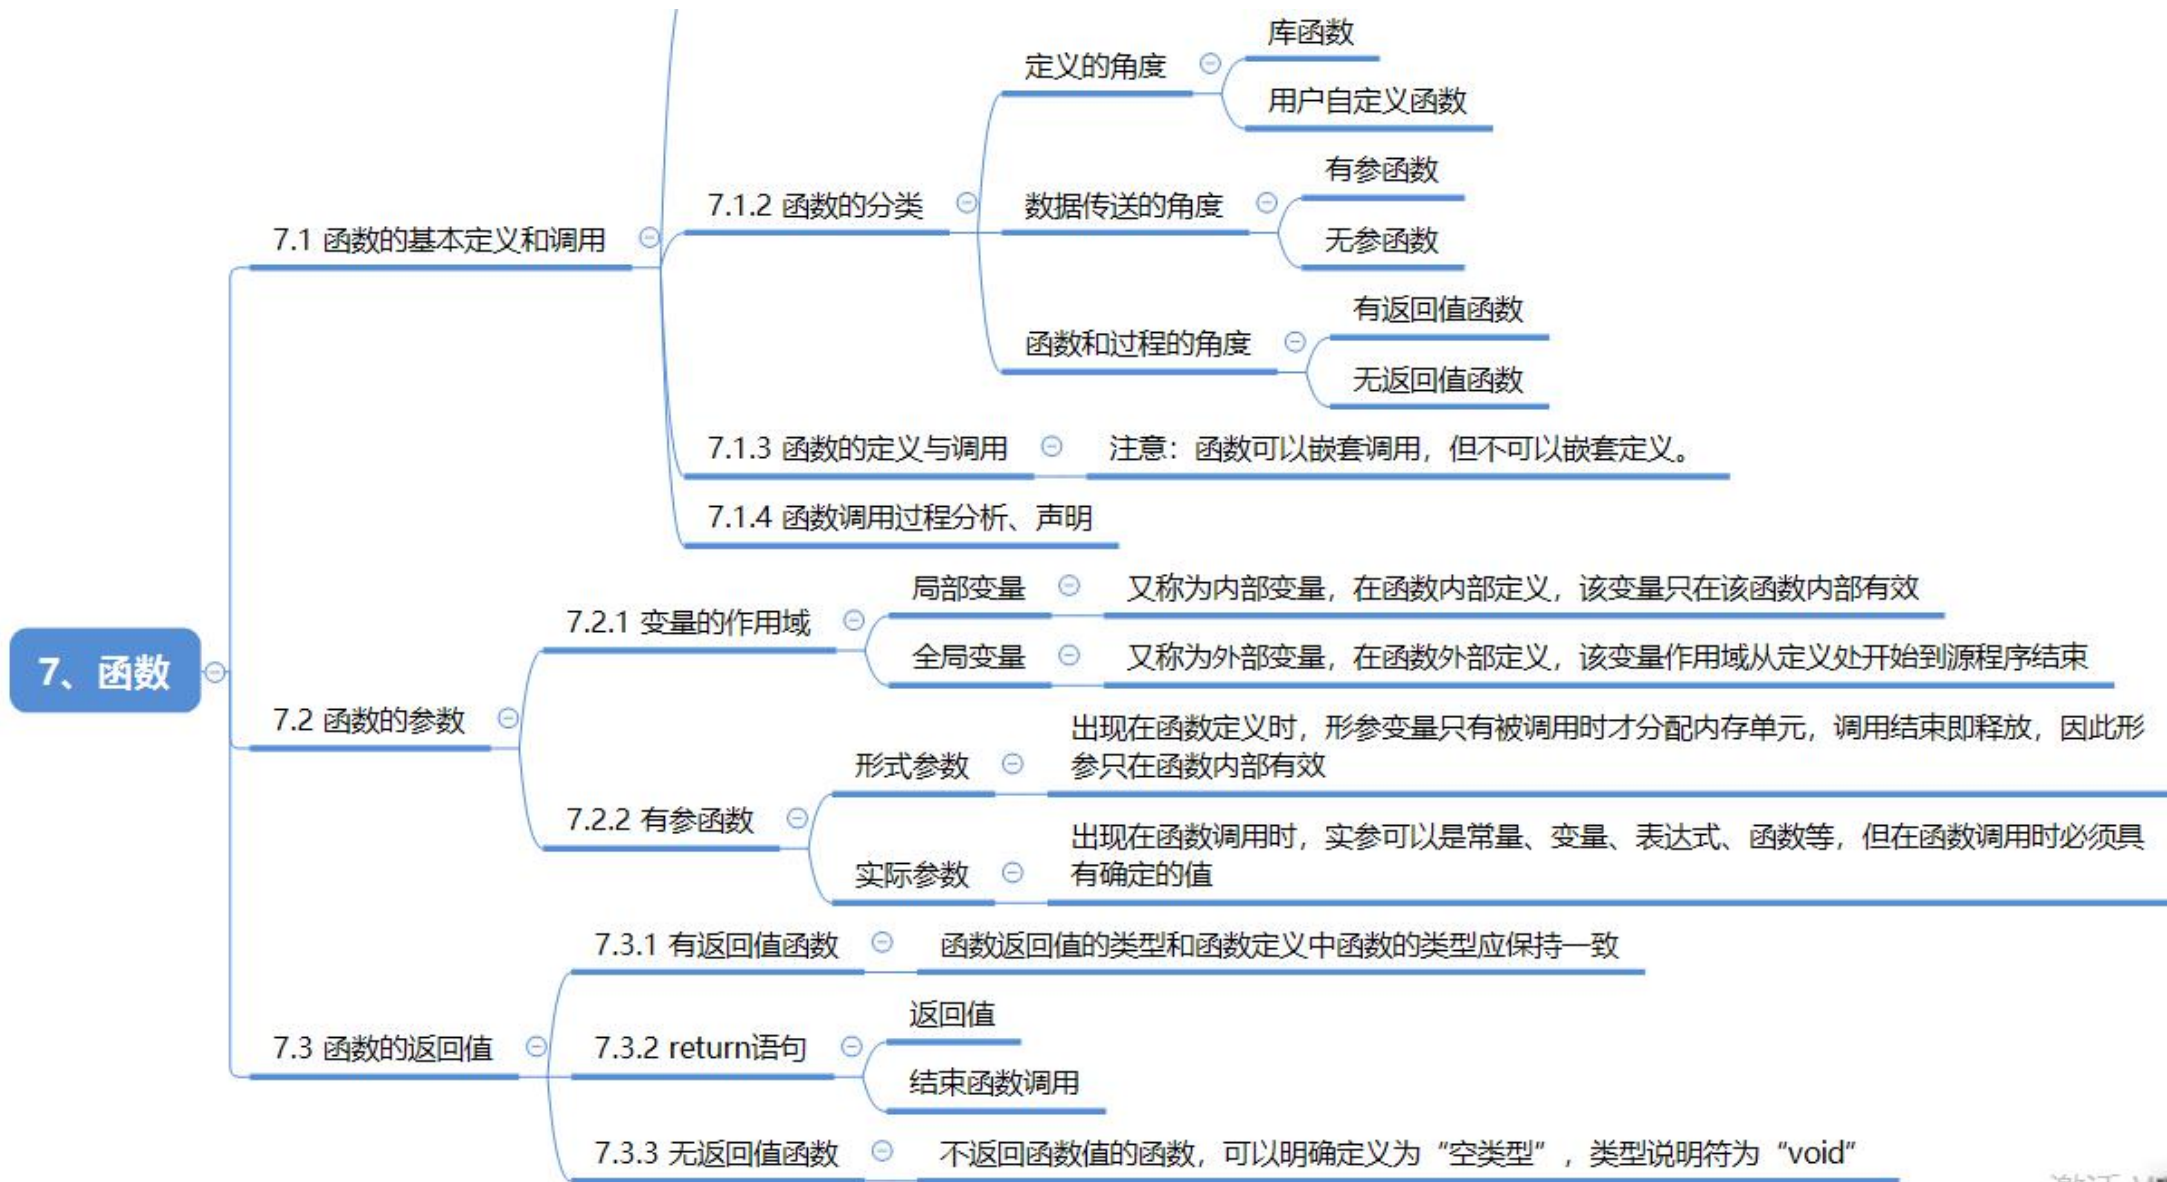 7、函数
7.1 函数的基本定义和调用
7.1.2 函数的分类
定义的角度
库函数
用户自定义函数
数据传送的角度
有参函数
无参函数
函数和过程的角度
有返回值函数
无返回值函数
7.1.3 函数的定义与调用
注意：函数可以嵌套调用，但不可以嵌套定义。
7.1.4 函数调用过程分析、声明
7.2 函数的参数
7.2.1 变量的作用域
局部变量
又称为内部变量，在函数内部定义，该变量只在该函数内部有效
全局变量
又称为外部变量，在函数外部定义，该变量作用域从定义处开始到源程序结束
7.2.2 有参函数
形式参数
出现在函数定义时，形参变量只有被调用时才分配内存单元，调用结束即释放，因此形
参只在函数内部有效
实际参数
出现在函数调用时，实参可以是常量、变量、表达式、函数等，但在函数调用时必须具
有确定的值
7.3 函数的返回值
7.3.1 有返回值函数
函数返回值的类型和函数定义中函数的类型应保持一致
7.3.2 return语句
返回值
结束函数调用
7.3.3 无返回值函数
不返回函数值的函数，可以明确定义为“空类型”，类型说明符为“void”